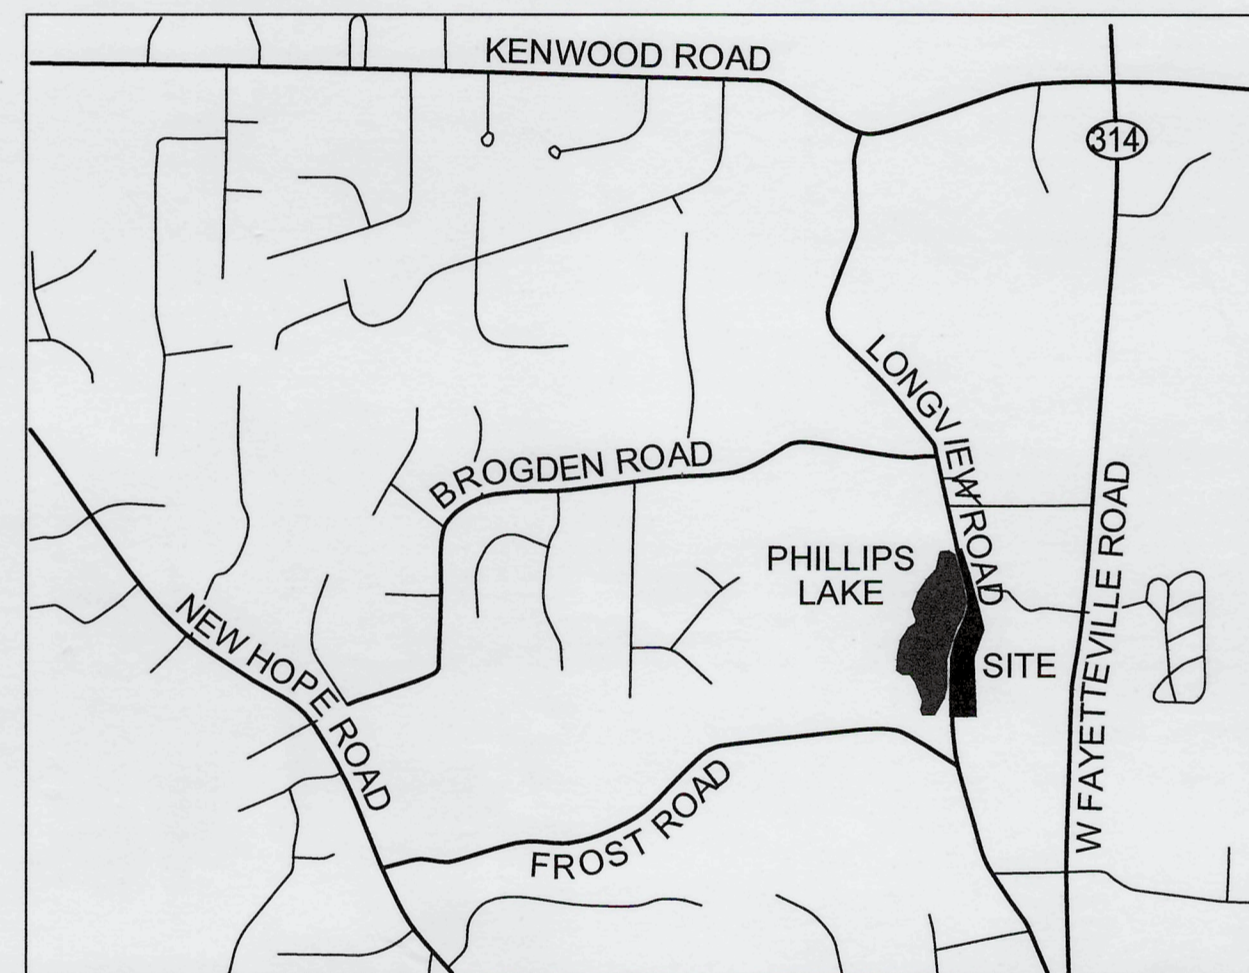 KENWOOD ROAD
314
LONGVIEW ROAD
BROGDEN ROAD
W FAYETTEVILLE ROAD
PHILLIPS
LAKE
NEW HOPE ROAD
SITE
FROST ROAD